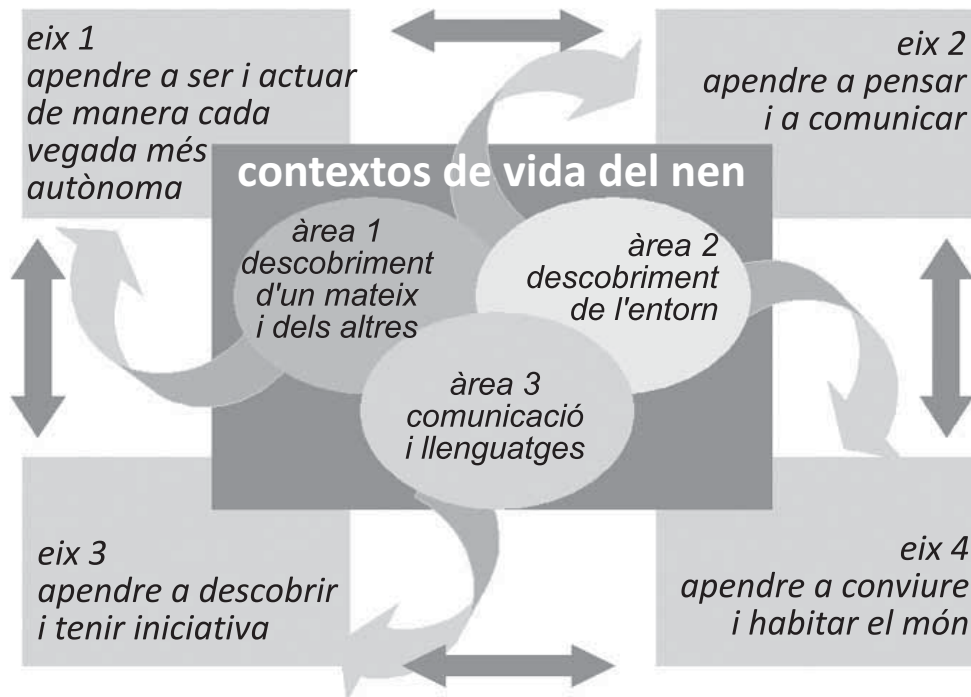 eix 1
apendre a ser i actuar
de manera cada
vegada més
autònoma
eix 2
apendre a pensar
i a comunicar
contextos de vida del nen
àrea 1
descobriment
d'un mateix
i dels altres
àrea 2
descobriment
de l'entorn
àrea 3
comunicació
i llenguatges
eix 3
apendre a descobrir
i tenir iniciativa
eix 4
apendre a conviure
i habitar el món